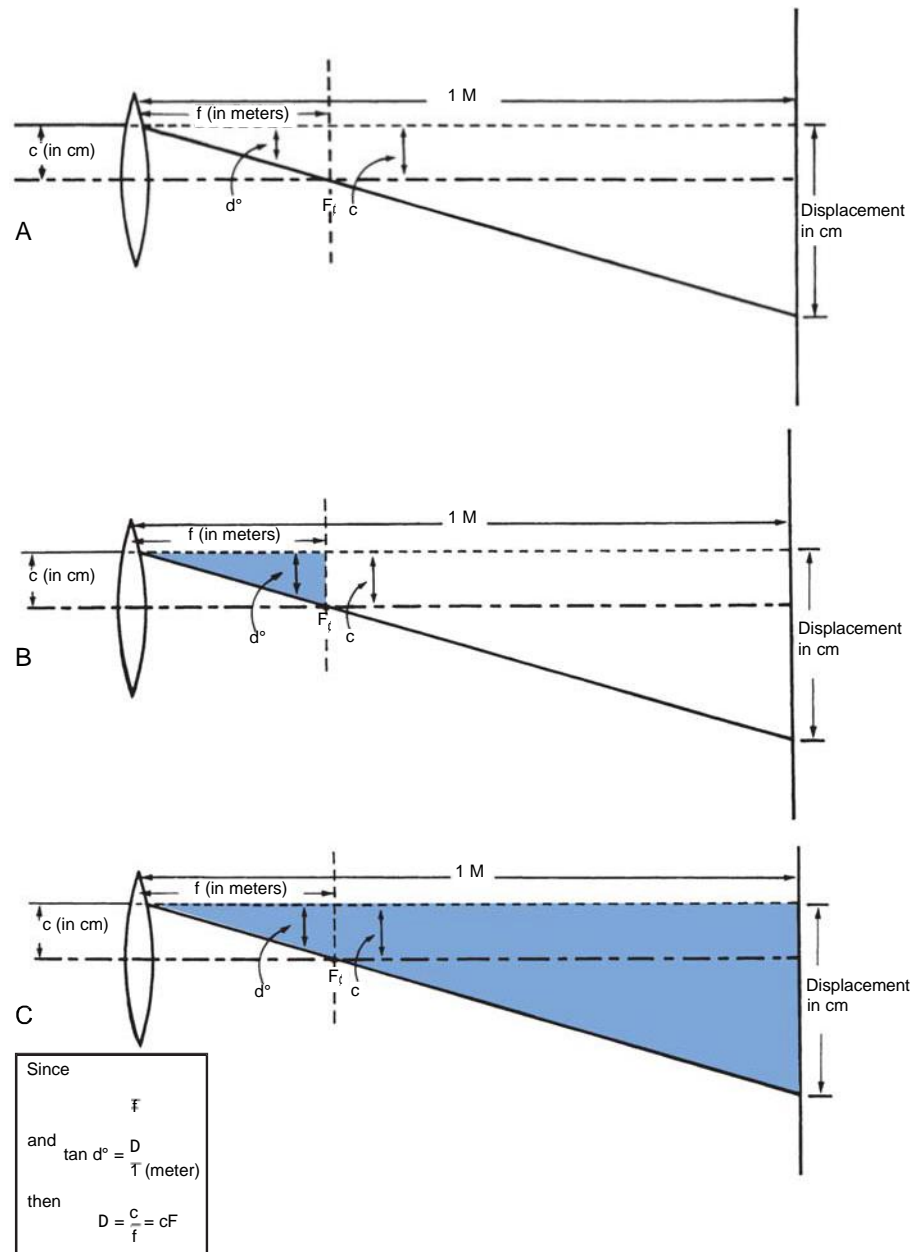 1 M
f (in meters)
c (in cm)
d°
F
c
Displacement
in cm
A
1 M
f (in meters)
c (in cm)
d°
F
c
Displacement
in cm
B
1 M
f (in meters)
c (in cm)
d°
F
c
Displacement
in cm
C
Since
f
and tan d° = D
1 (meter)
then
D = c
f = cF